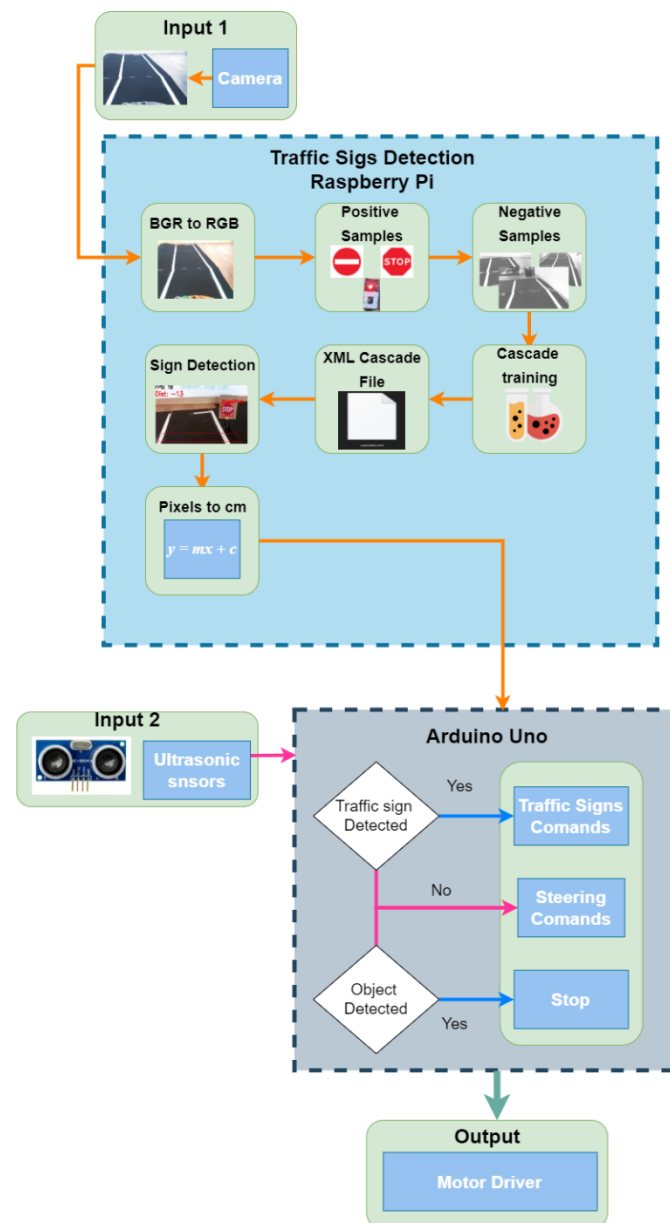 Input 1
Camera
Traffic Sigs Detection
Raspberry Pi
BGR to RGB
Positive
Samples
STOP
Negative
Samples
Sign Detection
Dist: ~13
STOP
XML Cascade
File
Cascade
training
Pixels to cm
y = mx + c
Input 2
Ultrasonic
snsors
Arduino Uno
Traffic sign
Detected
Yes
Traffic Signs
Comands
No
Steering
Comands
Object
Detected
Yes
Stop
Output
Motor Driver